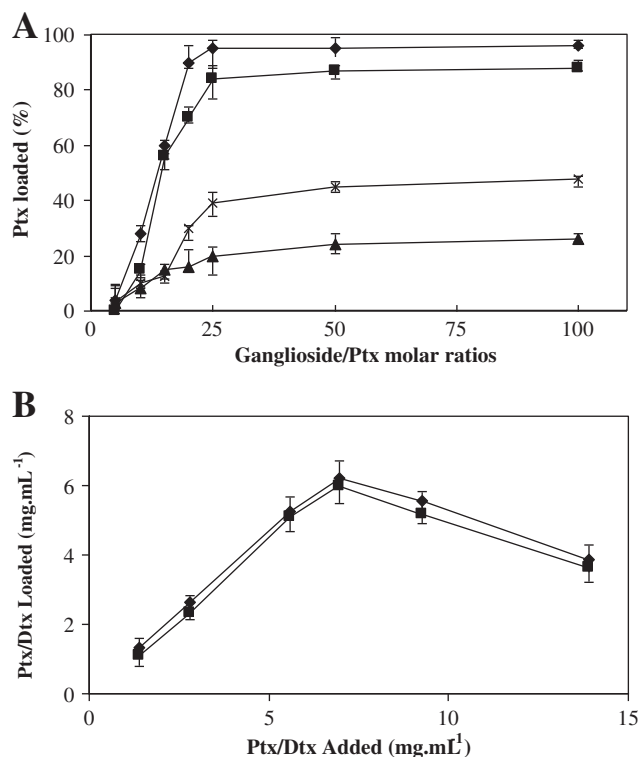 A
Ptx loaded (%)
100
80
60
40
20
0
0 25 50 75 100
Ganglioside/Ptx molar ratios
B
Ptx/Dtx Loaded (mg.mL⁻¹)
8
6
4
2
0
0 5 10 15
Ptx/Dtx Added (mg.mL⁻¹)